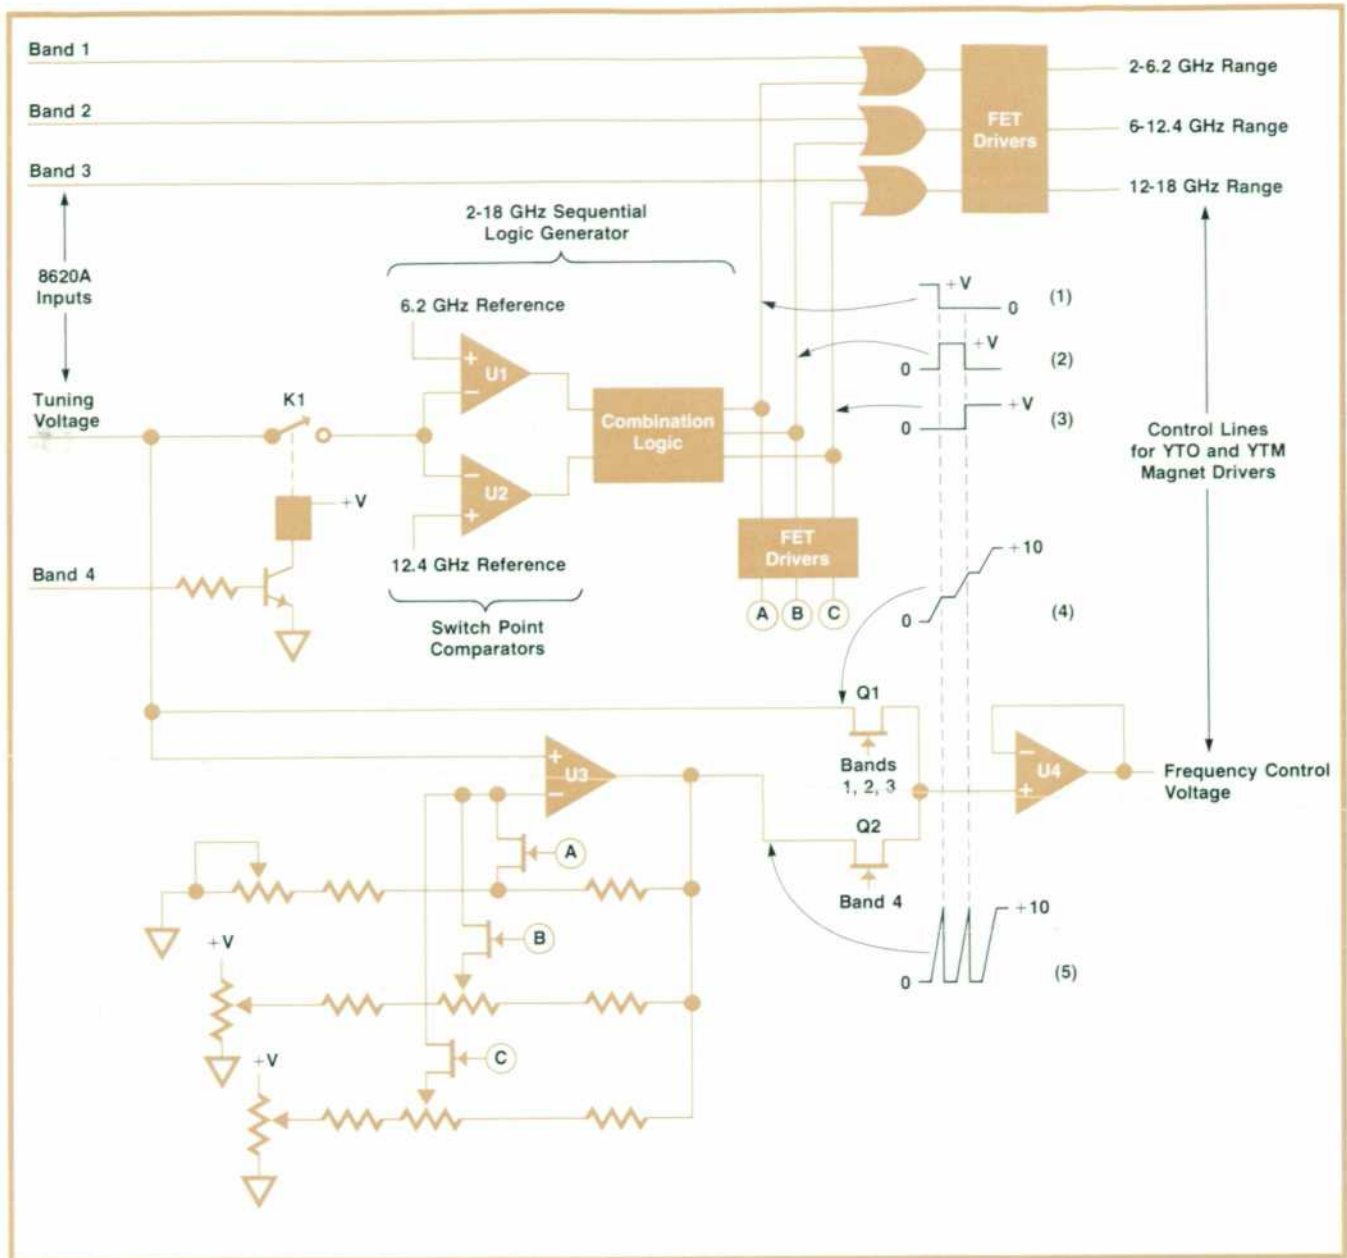 Band 1
Band 2
Band 3
2-6.2 GHz Range
6-12.4 GHz Range
12-18 GHz Range
FET
Drivers
8620A
Inputs
2-18 GHz Sequential
Logic Generator
6.2 GHz Reference
+
U1
−
Tuning
Voltage
K1
−
U2
+
Combination
Logic
+V
0
(1)
0
+V
(2)
0
+V
(3)
Control Lines
for YTO and YTM
Magnet Drivers
+V
Band 4
12.4 GHz Reference
Switch Point
Comparators
FET
Drivers
A
B
C
+10
0
(4)
Q1
Bands
1, 2, 3
Q2
Band 4
+
U3
−
−
U4
+
Frequency Control
Voltage
A
B
C
+V
+V
+10
0
(5)